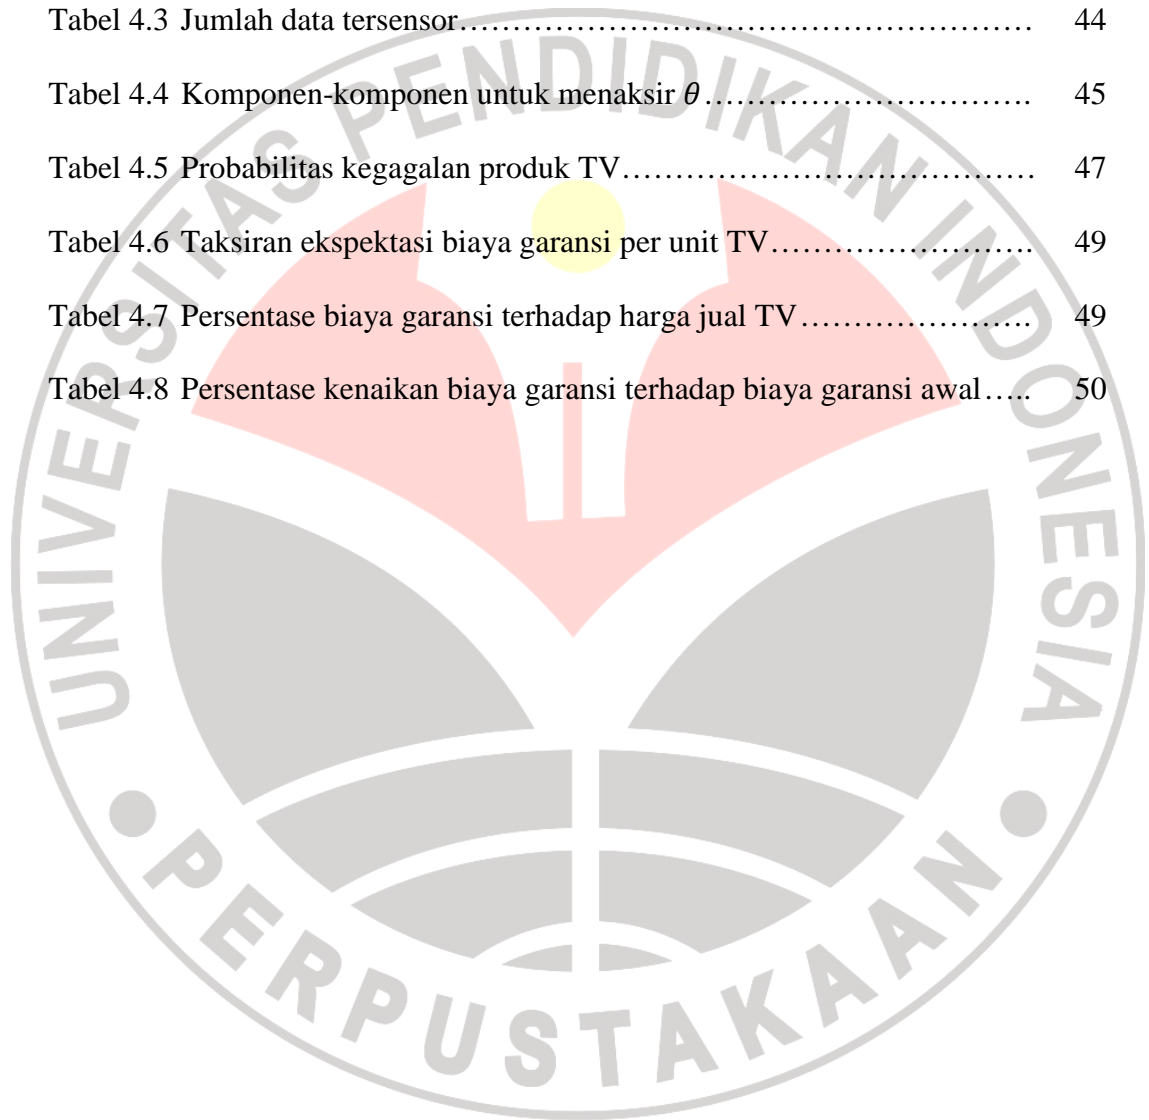 Tabel 4.3 Jumlah data tersensor……………………………………………… 44
Tabel 4.4 Komponen-komponen untuk menaksir θ…………………………. 45
Tabel 4.5 Probabilitas kegagalan produk TV………………………………… 47
Tabel 4.6 Taksiran ekspektasi biaya garansi per unit TV……………………. 49
Tabel 4.7 Persentase biaya garansi terhadap harga jual TV…………………. 49
Tabel 4.8 Persentase kenaikan biaya garansi terhadap biaya garansi awal….. 50
UNIVERSITAS PENDIDIKAN INDONESIA
PERPUSTAKAAN